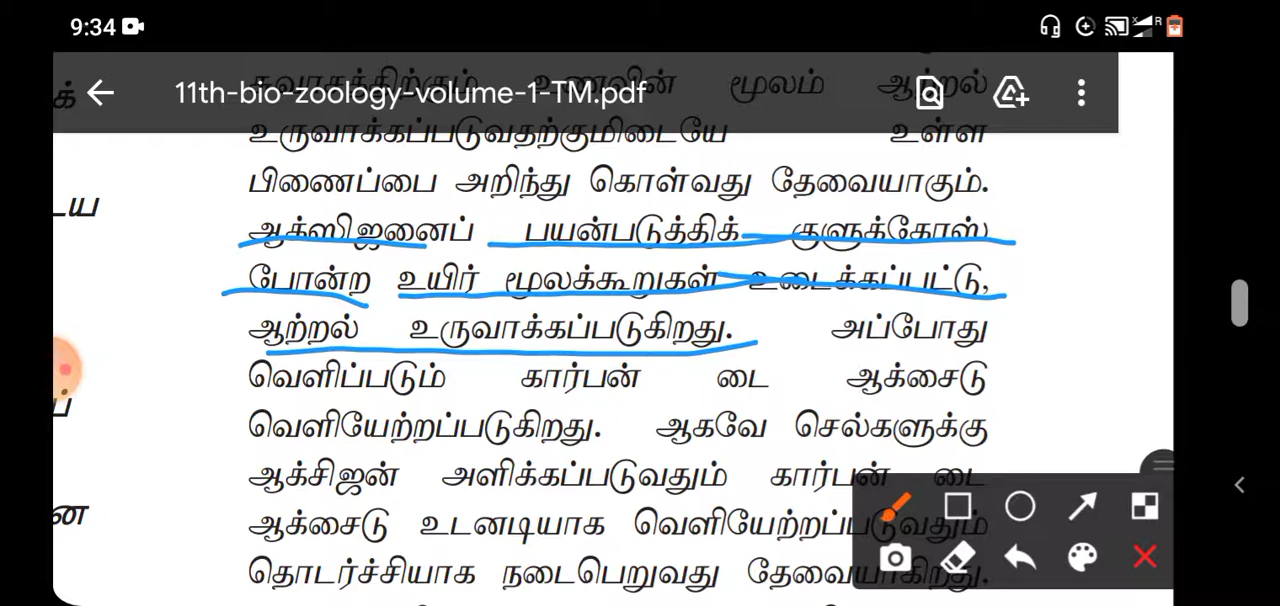 9:34
R
11th-bio-zoology-volume-1-TM.pdf
மூலம் ஆற்றல்
உருவாக்கப்படுவதற்குமிடையே உள்ள
பிணைப்பை அறிந்து கொள்வது தேவையாகும்.
ஆக்ஸிஜனைப் பயன்படுத்திக் குளுக்கோஸ்
போன்ற உயிர் மூலக்கூறுகள் உடைக்கப்பட்டு,
ஆற்றல் உருவாக்கப்படுகிறது. அப்போது
வெளிப்படும் கார்பன் டை ஆக்சைடு
வெளியேற்றப்படுகிறது. ஆகவே செல்களுக்கு
ஆக்சிஜன் அளிக்கப்படுவதும் கார்பன் டை
ஆக்சைடு உடனடியாக வெளியேற்றப்படுவதும்
தொடர்ச்சியாக நடைபெறுவது தேவையாகிறது.